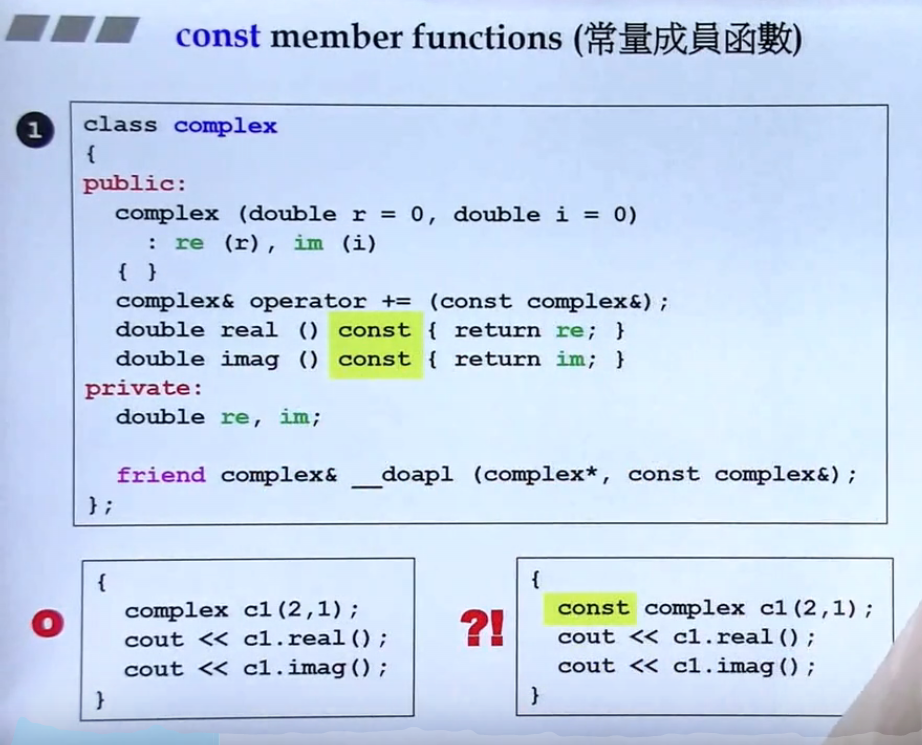 const member functions (常量成員函數)
1
class complex
{
public:
complex (double r = 0, double i = 0)
: re (r), im (i)
{ }
complex& operator += (const complex&);
double real () const { return re; }
double imag () const { return im; }
private:
double re, im;
friend complex& __doapl (complex*, const complex&);
};
O
{
complex c1(2,1);
cout << c1.real();
cout << c1.imag();
}
?!
{
const complex c1(2,1);
cout << c1.real();
cout << c1.imag();
}